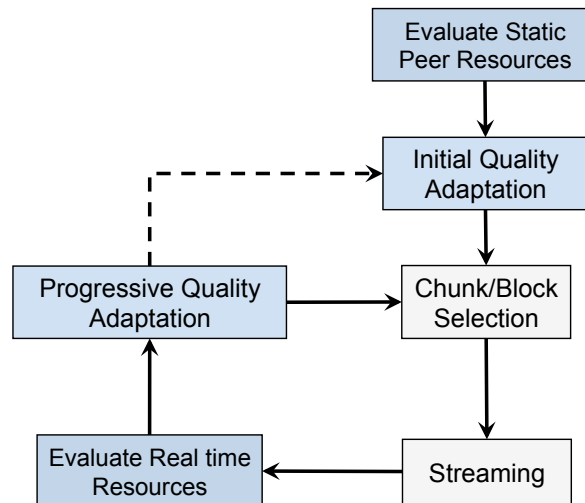 Evaluate Static
Peer Resources
Initial Quality
Adaptation
Progressive Quality
Adaptation
Chunk/Block
Selection
Evaluate Real time
Resources
Streaming